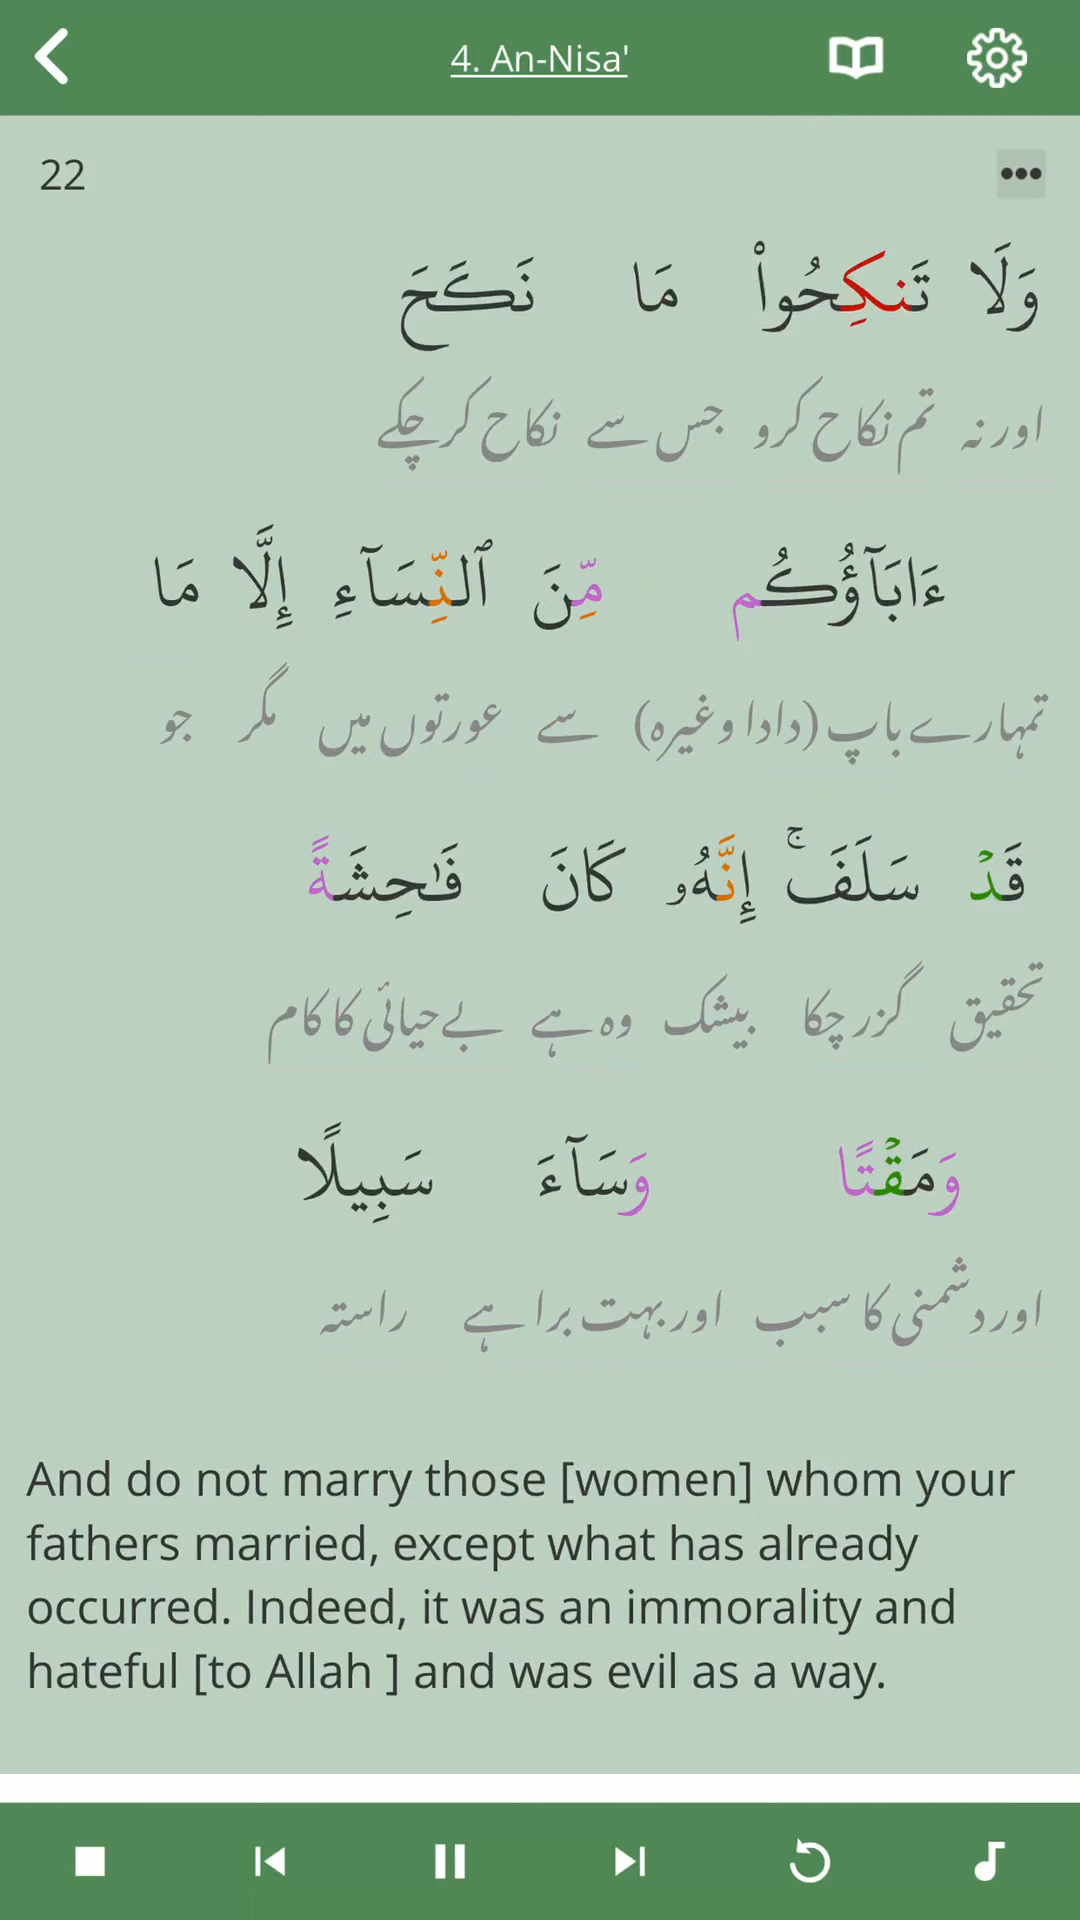 4. An-Nisa'
22
وَلَا تَنكِحُوا۟ مَا نَكَحَ
اور نہ تم نکاح کرو جس سے نکاح کر چکے
ءَابَآؤُكُم مِّنَ ٱلنِّسَآءِ إِلَّا مَا
تمہارے باپ (دادا وغیرہ) سے عورتوں میں مگر جو
قَدْ سَلَفَ ۚ إِنَّهُۥ كَانَ فَـٰحِشَةً
تحقیق گزر چکا بیشک وہ ہے بے حیائی کا کام
وَمَقْتًا وَسَآءَ سَبِيلًا
اور دشمنی کا سبب اور بہت برا ہے راستہ
And do not marry those [women] whom your
fathers married, except what has already
occurred. Indeed, it was an immorality and
hateful [to Allah ] and was evil as a way.